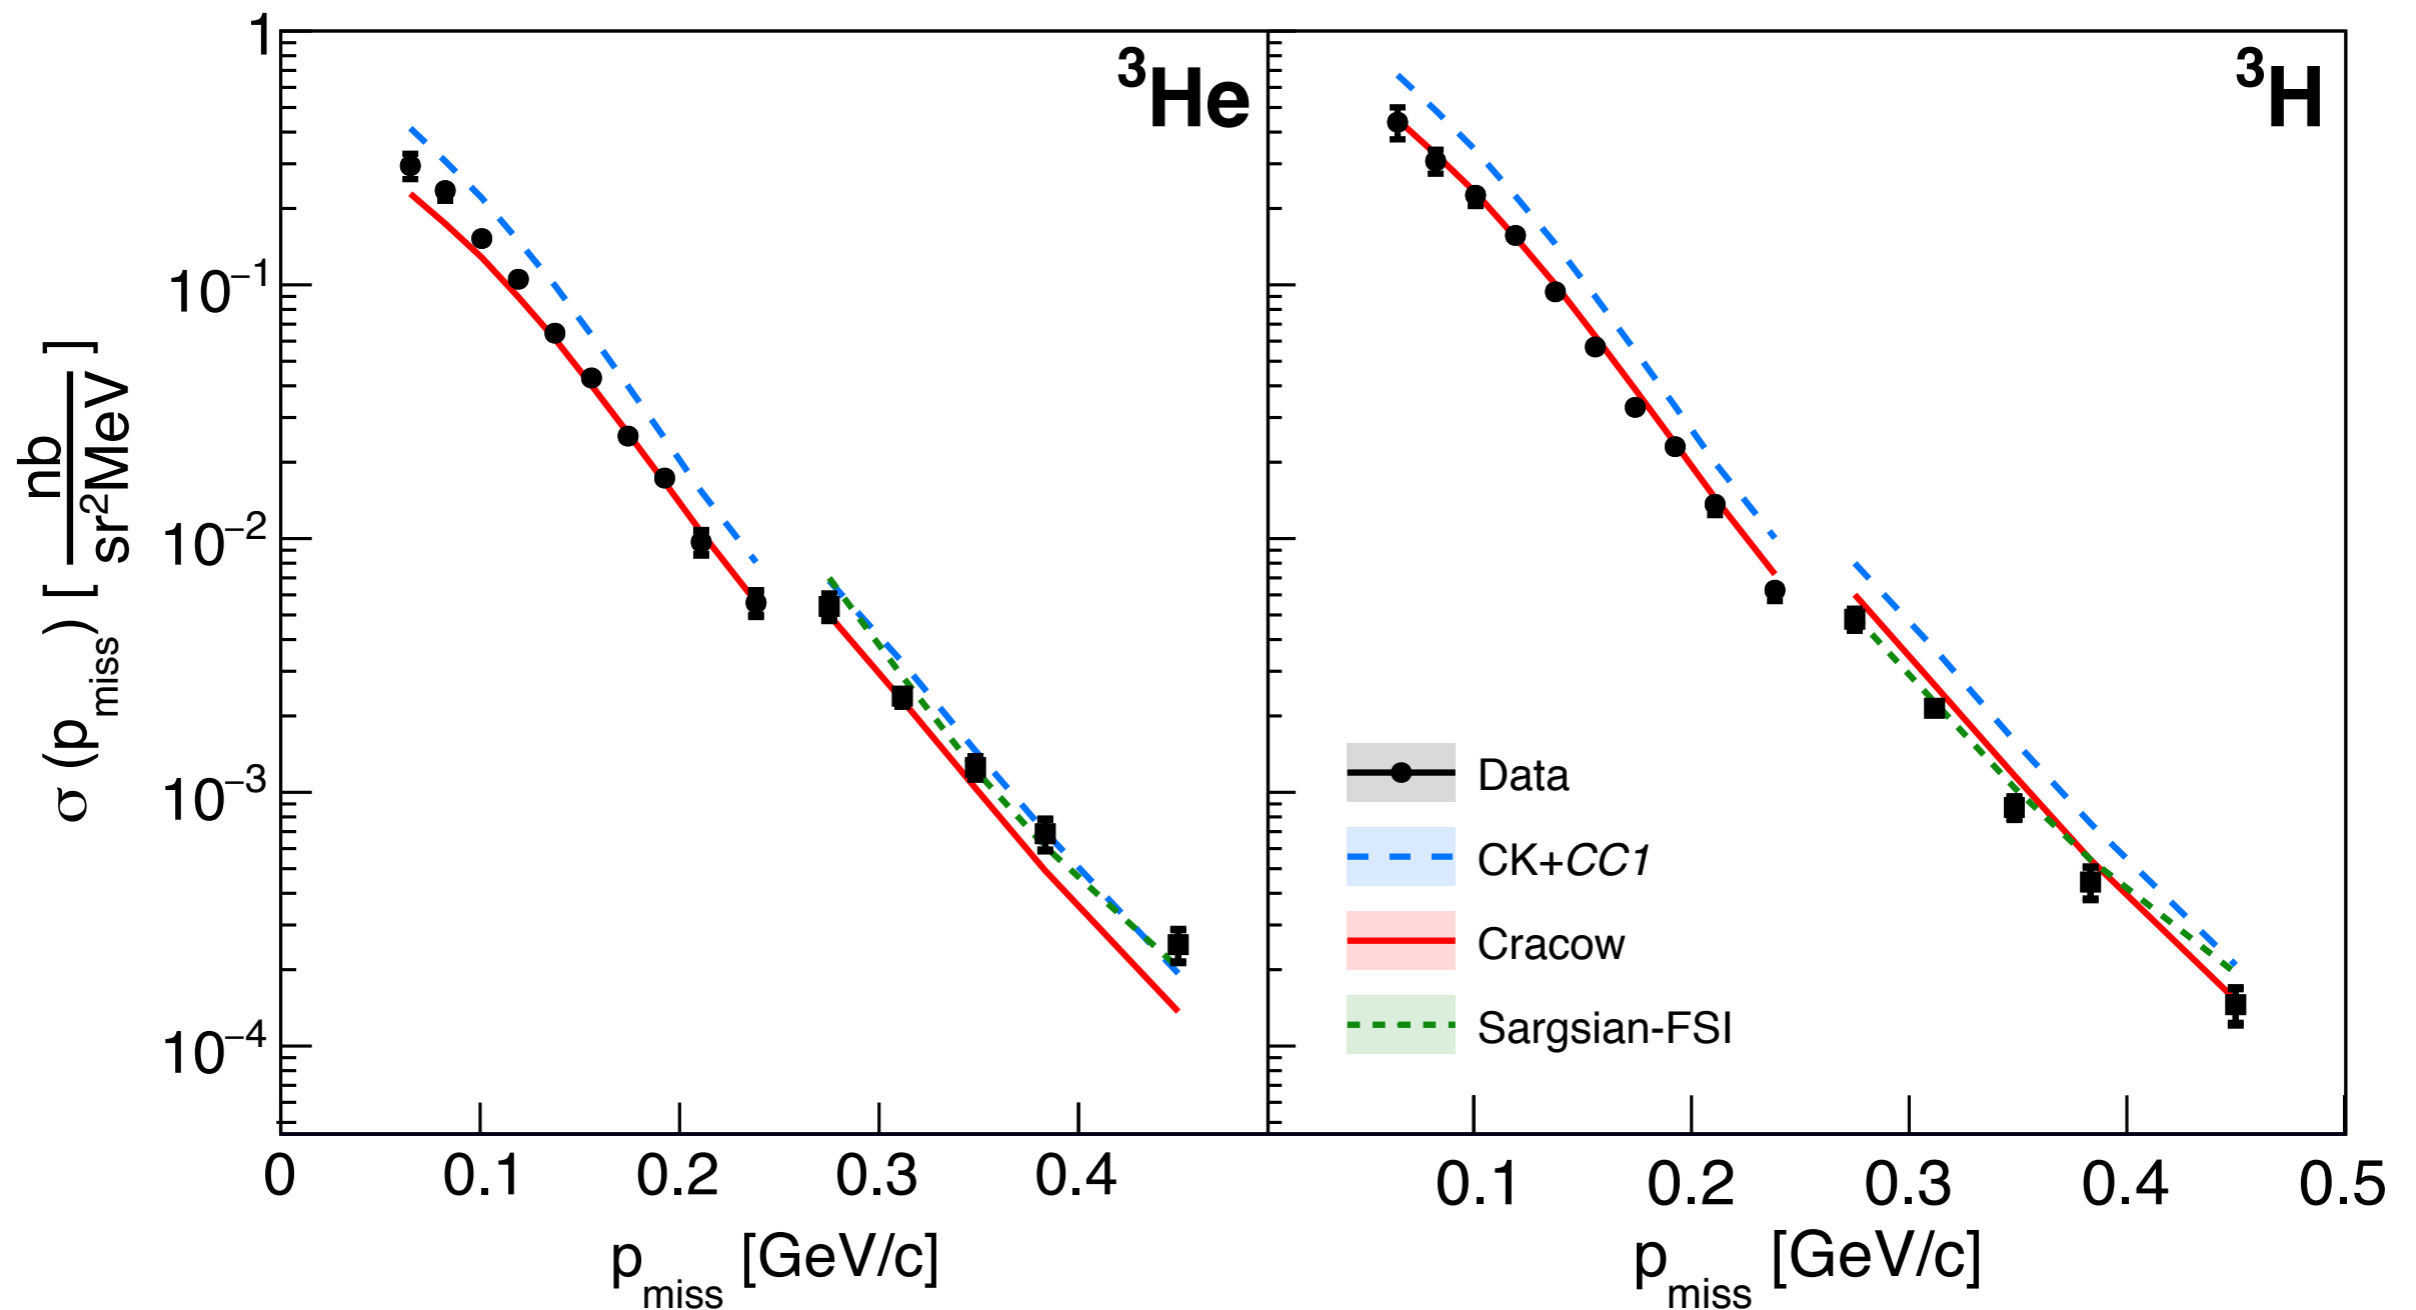 ³He
³H
1
10⁻¹
10⁻²
10⁻³
10⁻⁴
σ (p_miss) [ nb / sr²MeV ]
Data
CK+CC1
Cracow
Sargsian-FSI
0 0.1 0.2 0.3 0.4
0.1 0.2 0.3 0.4 0.5
p_miss [GeV/c]
p_miss [GeV/c]